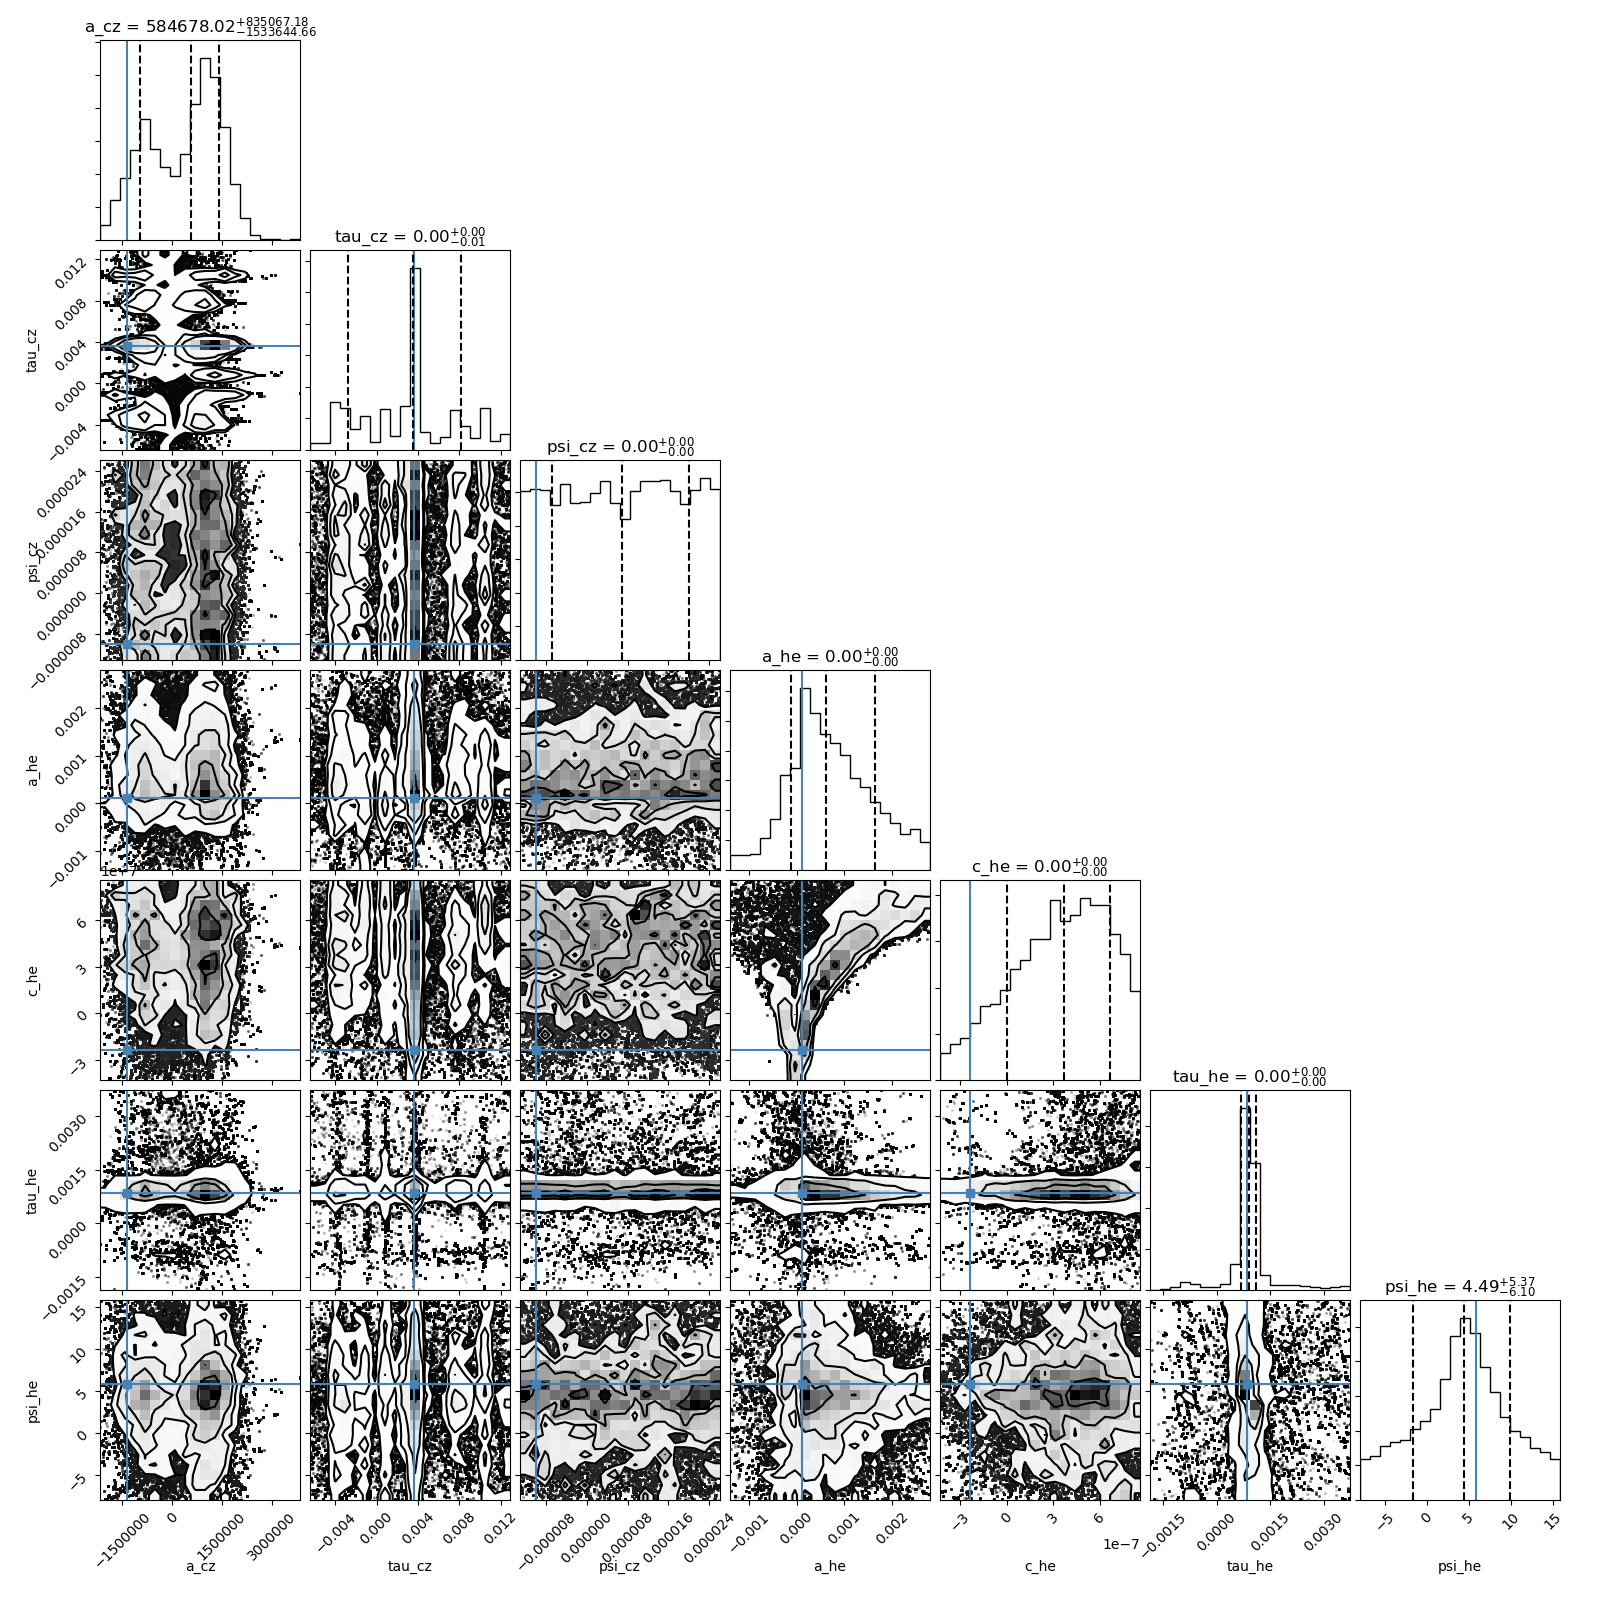 a_cz = 584678.02 +835067.18 −1533644.66
tau_cz = 0.00 +0.00 −0.01
0.012
0.008
0.004
0.000
−0.004
tau_cz
psi_cz = 0.00 +0.00 −0.00
0.000024
0.000016
0.000008
0.000000
−0.000008
psi_cz
a_he = 0.00 +0.00 −0.00
0.002
0.001
0.000
−0.001
a_he
c_he = 0.00 +0.00 −0.00
1e−7
6
3
0
−3
c_he
tau_he = 0.00 +0.00 −0.00
0.0030
0.0015
0.0000
−0.0015
tau_he
psi_he = 4.49 +5.37 −6.10
15
10
5
0
−5
psi_he
−1500000 0 1500000 3000000
−0.004 0.000 0.004 0.008 0.012
−0.000008 0.000000 0.000008 0.000016 0.000024
−0.001 0.000 0.001 0.002
−3 0 3 6
1e−7
−0.0015 0.0000 0.0015 0.0030
−5 0 5 10 15
a_cz tau_cz psi_cz a_he c_he tau_he psi_he